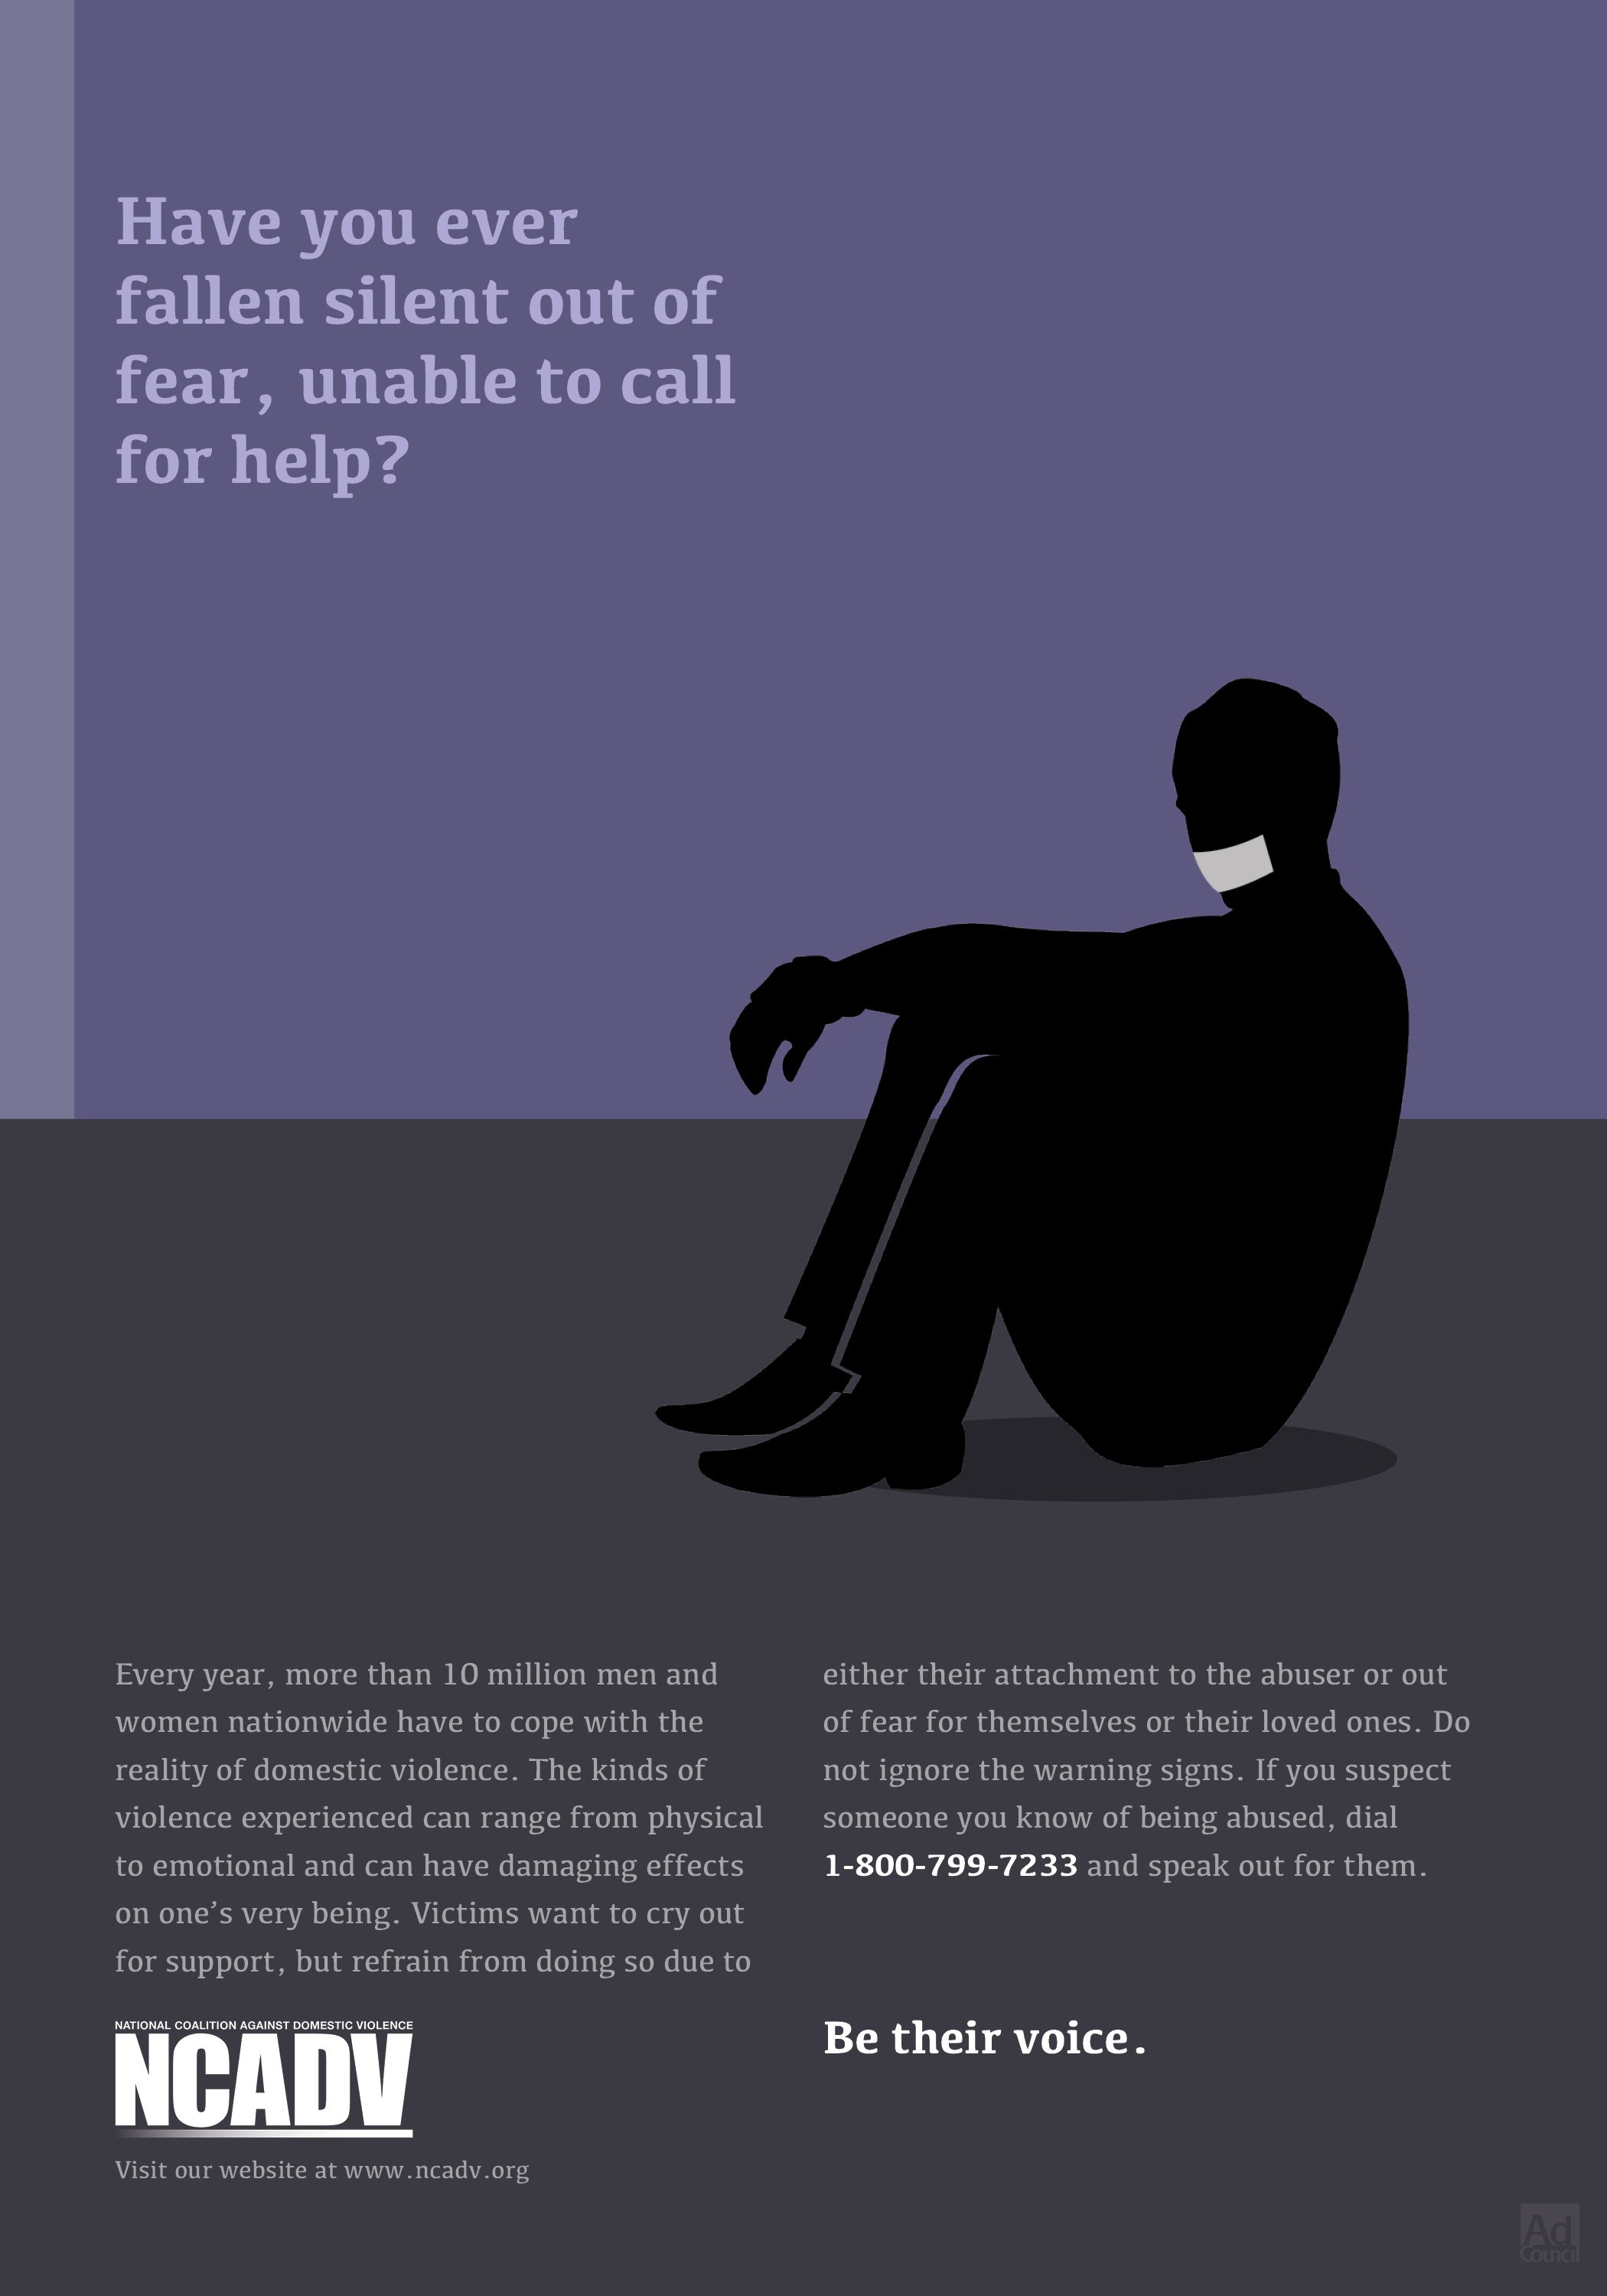 Have you ever
fallen silent out of
fear, unable to call
for help?
Every year, more than 10 million men and
women nationwide have to cope with the
reality of domestic violence. The kinds of
violence experienced can range from physical
to emotional and can have damaging effects
on one’s very being. Victims want to cry out
for support, but refrain from doing so due to
either their attachment to the abuser or out
of fear for themselves or their loved ones. Do
not ignore the warning signs. If you suspect
someone you know of being abused, dial
1-800-799-7233 and speak out for them.
Be their voice.
NATIONAL COALITION AGAINST DOMESTIC VIOLENCE
NCADV
Visit our website at www.ncadv.org
Ad
Council